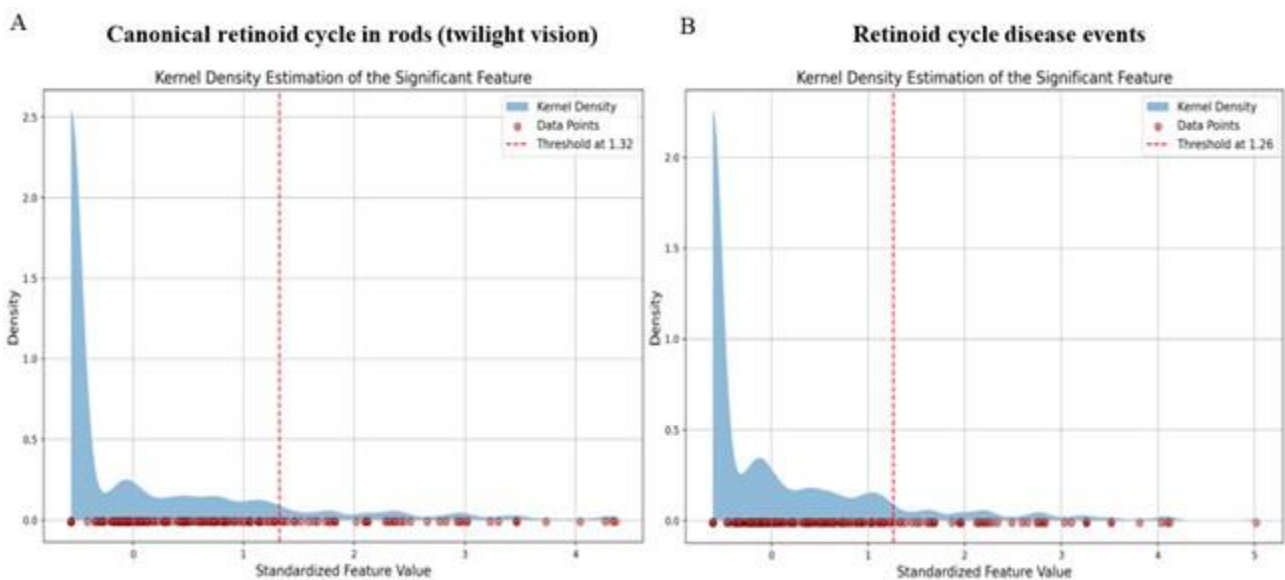 A
Canonical retinoid cycle in rods (twilight vision)
Kernel Density Estimation of the Significant Feature
Kernel Density
Data Points
Threshold at 1.32
2.5
2.0
1.5
1.0
0.5
0.0
Density
0 1 2 3 4
Standardized Feature Value
B
Retinoid cycle disease events
Kernel Density Estimation of the Significant Feature
Kernel Density
Data Points
Threshold at 1.26
2.0
1.5
1.0
0.5
0.0
Density
0 1 2 3 4 5
Standardized Feature Value